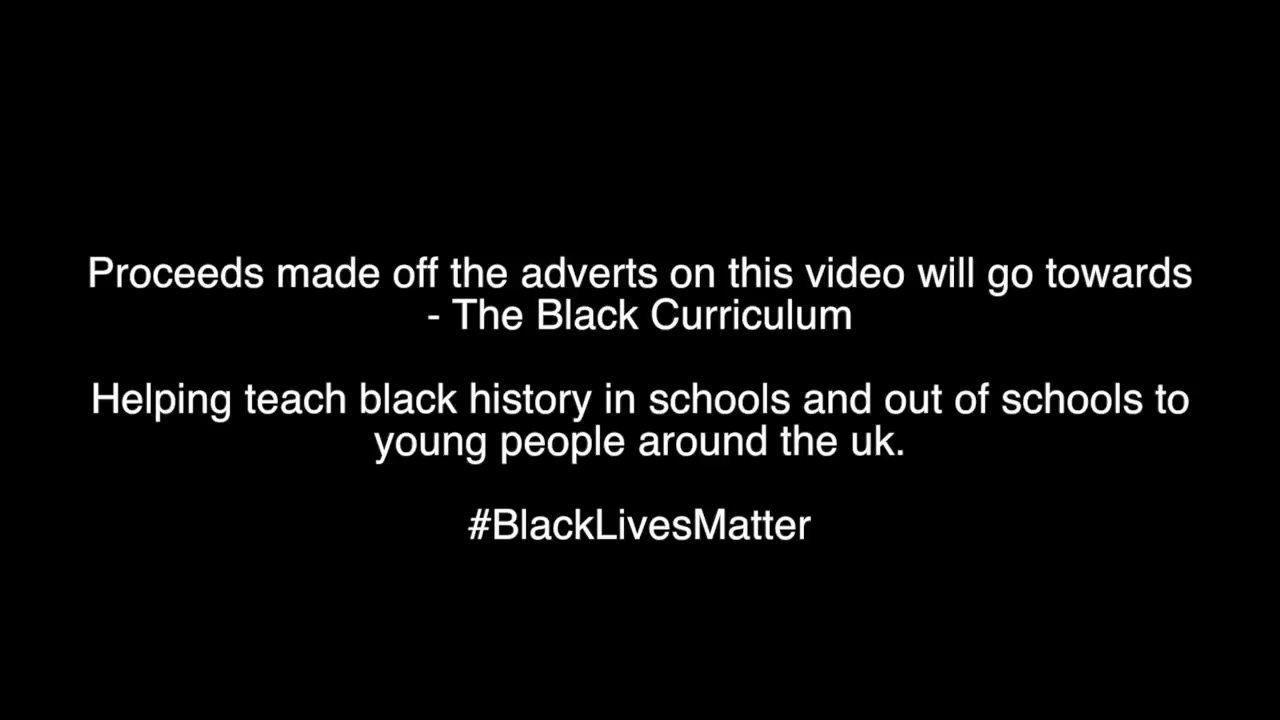 Proceeds made off the adverts on this video will go towards
- The Black Curriculum
Helping teach black history in schools and out of schools to
young people around the uk.
#BlackLivesMatter